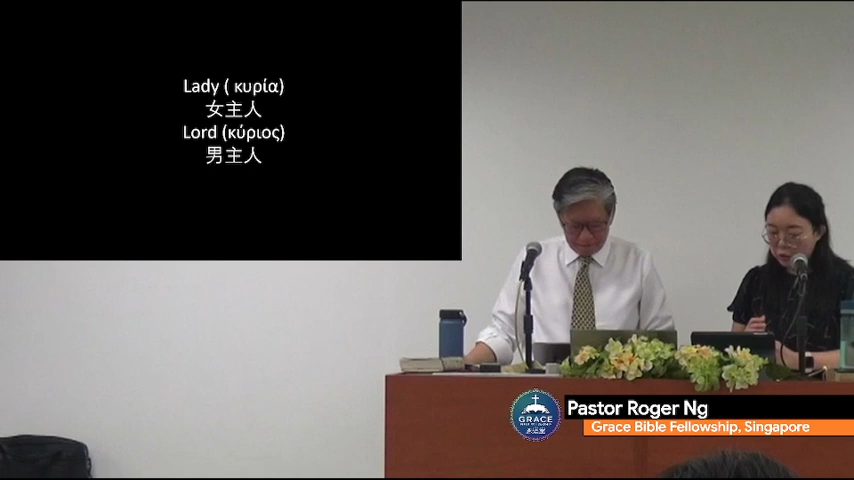 Lady ( κυρία)
女主人
Lord (κύριος)
男主人
GRACE
Pastor Roger Ng
Grace Bible Fellowship, Singapore